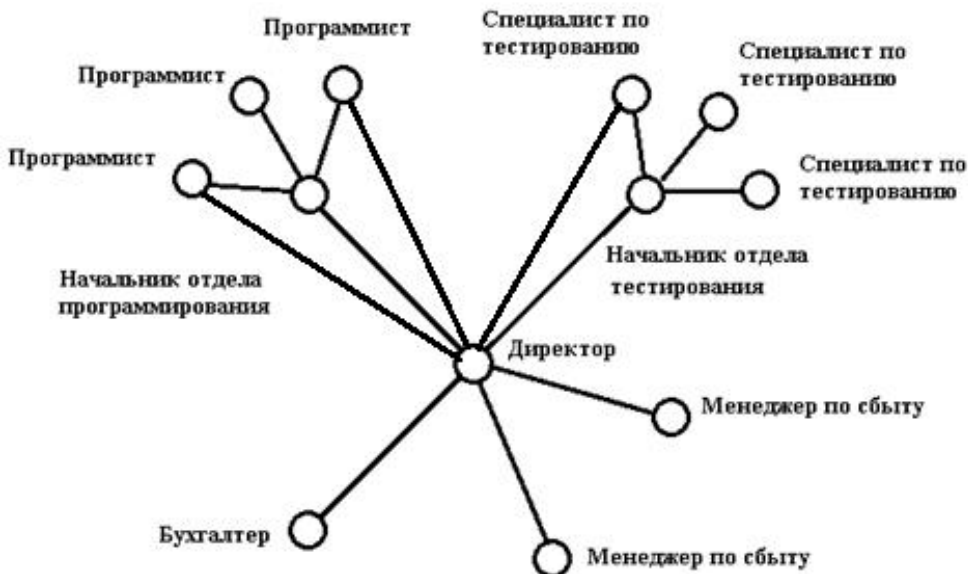 Программист
Специалист по
тестированию
Программист
Специалист по
тестированию
Программист
Специалист по
тестированию
Начальник отдела
программирования
Начальник отдела
тестирования
Директор
Менеджер по сбыту
Бухгалтер
Менеджер по сбыту